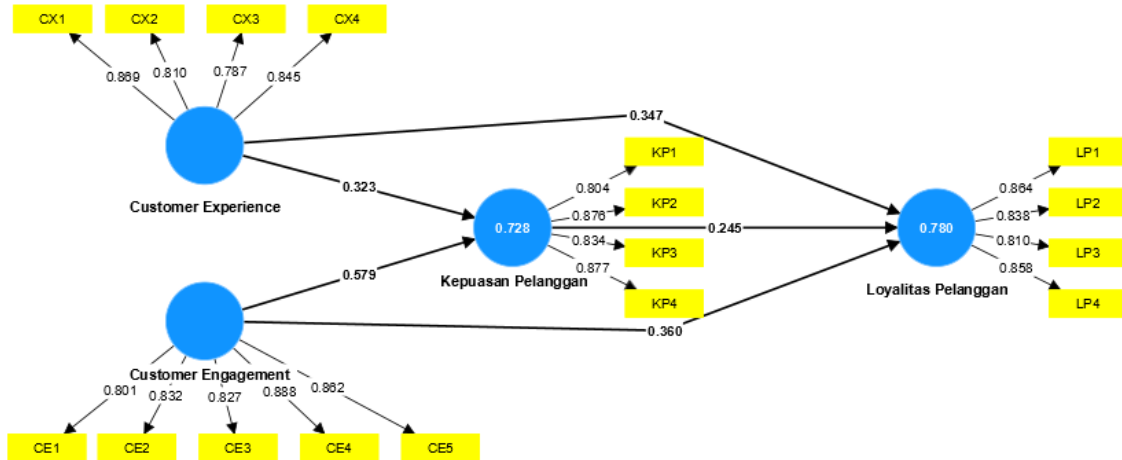 CX1 CX2 CX3 CX4
0.869 0.810 0.787 0.845
Customer Experience
0.347
0.323
KP1
KP2
KP3
KP4
0.804
0.876
0.834
0.877
0.728
Kepuasan Pelanggan
0.245
0.579
0.360
LP1
LP2
LP3
LP4
0.864
0.838
0.810
0.858
0.780
Loyalitas Pelanggan
Customer Engagement
0.801 0.832 0.827 0.888 0.862
CE1 CE2 CE3 CE4 CE5